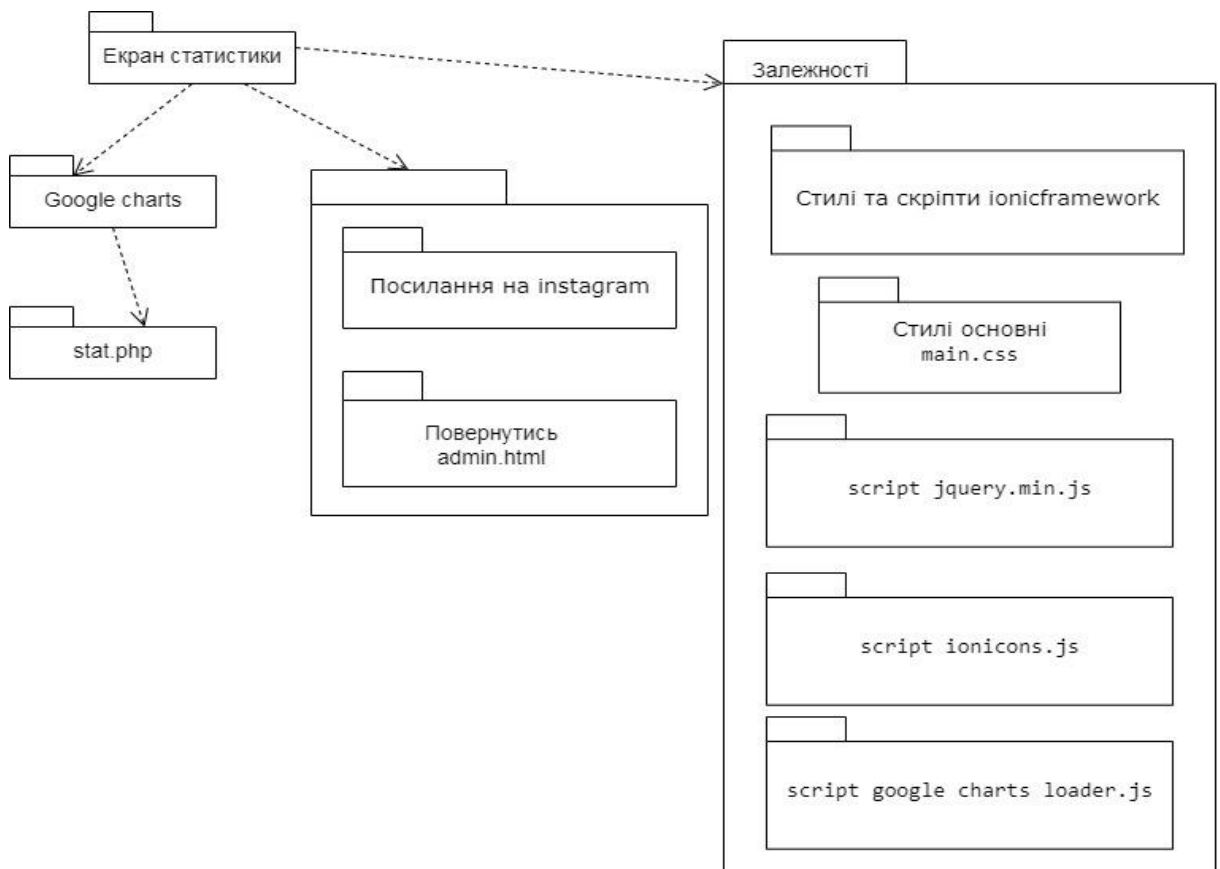 Екран статистики
Залежності
Google charts
stat.php
Посилання на instagram
Повернутись
admin.html
Стилі та скріпти ionicframework
Стилі основні
main.css
script jquery.min.js
script ionicons.js
script google charts loader.js